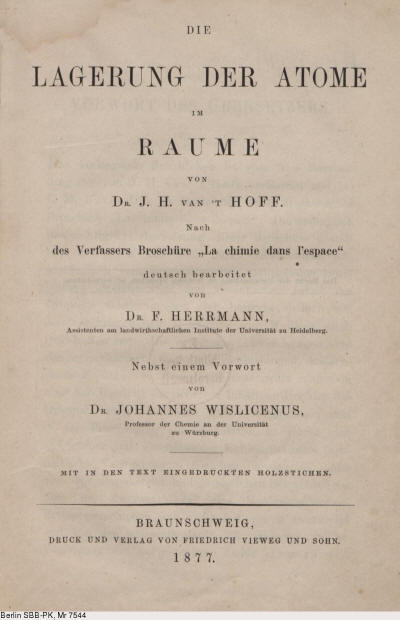 DIE
LAGERUNG DER ATOME
IM
RAUME
VON
DR. J. H. VAN 'T HOFF.
Nach
des Verfassers Broschüre „La chimie dans l'espace“
deutsch bearbeitet
von
DR. F. HERRMANN,
Assistenten am landwirthschaftlichen Institute der Universität zu Heidelberg.
Nebst einem Vorwort
von
DR. JOHANNES WISLICENUS,
Professor der Chemie an der Universität
zu Würzburg.
MIT IN DEN TEXT EINGEDRUCKTEN HOLZSTICHEN.
BRAUNSCHWEIG,
DRUCK UND VERLAG VON FRIEDRICH VIEWEG UND SOHN.
1877.
Berlin SBB-PK, Mr 7544